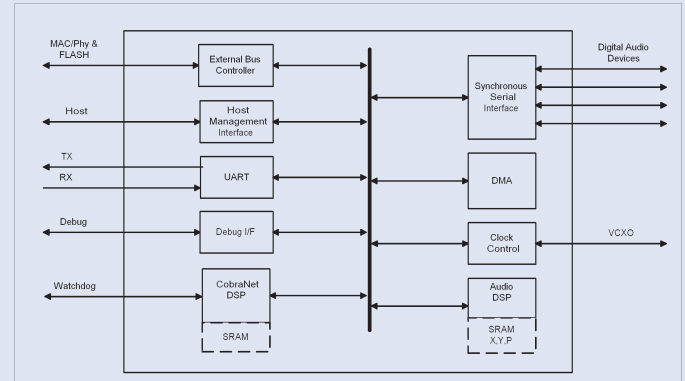 MAC/Phy &
FLASH
External Bus
Controller
Digital Audio
Devices
Host
Host
Management
Interface
Synchronous
Serial
Interface
TX
RX
UART
DMA
Debug
Debug I/F
Clock
Control
VCXO
Watchdog
CobraNet
DSP
SRAM
Audio
DSP
SRAM
X,Y,P